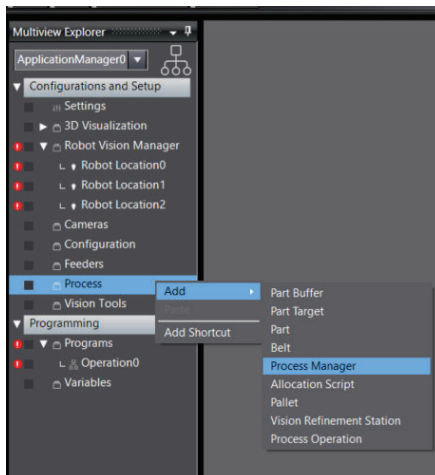 Multiview Explorer
ApplicationManager0
Configurations and Setup
Settings
3D Visualization
Robot Vision Manager
Robot Location0
Robot Location1
Robot Location2
Cameras
Configuration
Feeders
Process
Vision Tools
Programming
Programs
Operation0
Variables
Add
Paste
Add Shortcut
Part Buffer
Part Target
Part
Belt
Process Manager
Allocation Script
Pallet
Vision Refinement Station
Process Operation